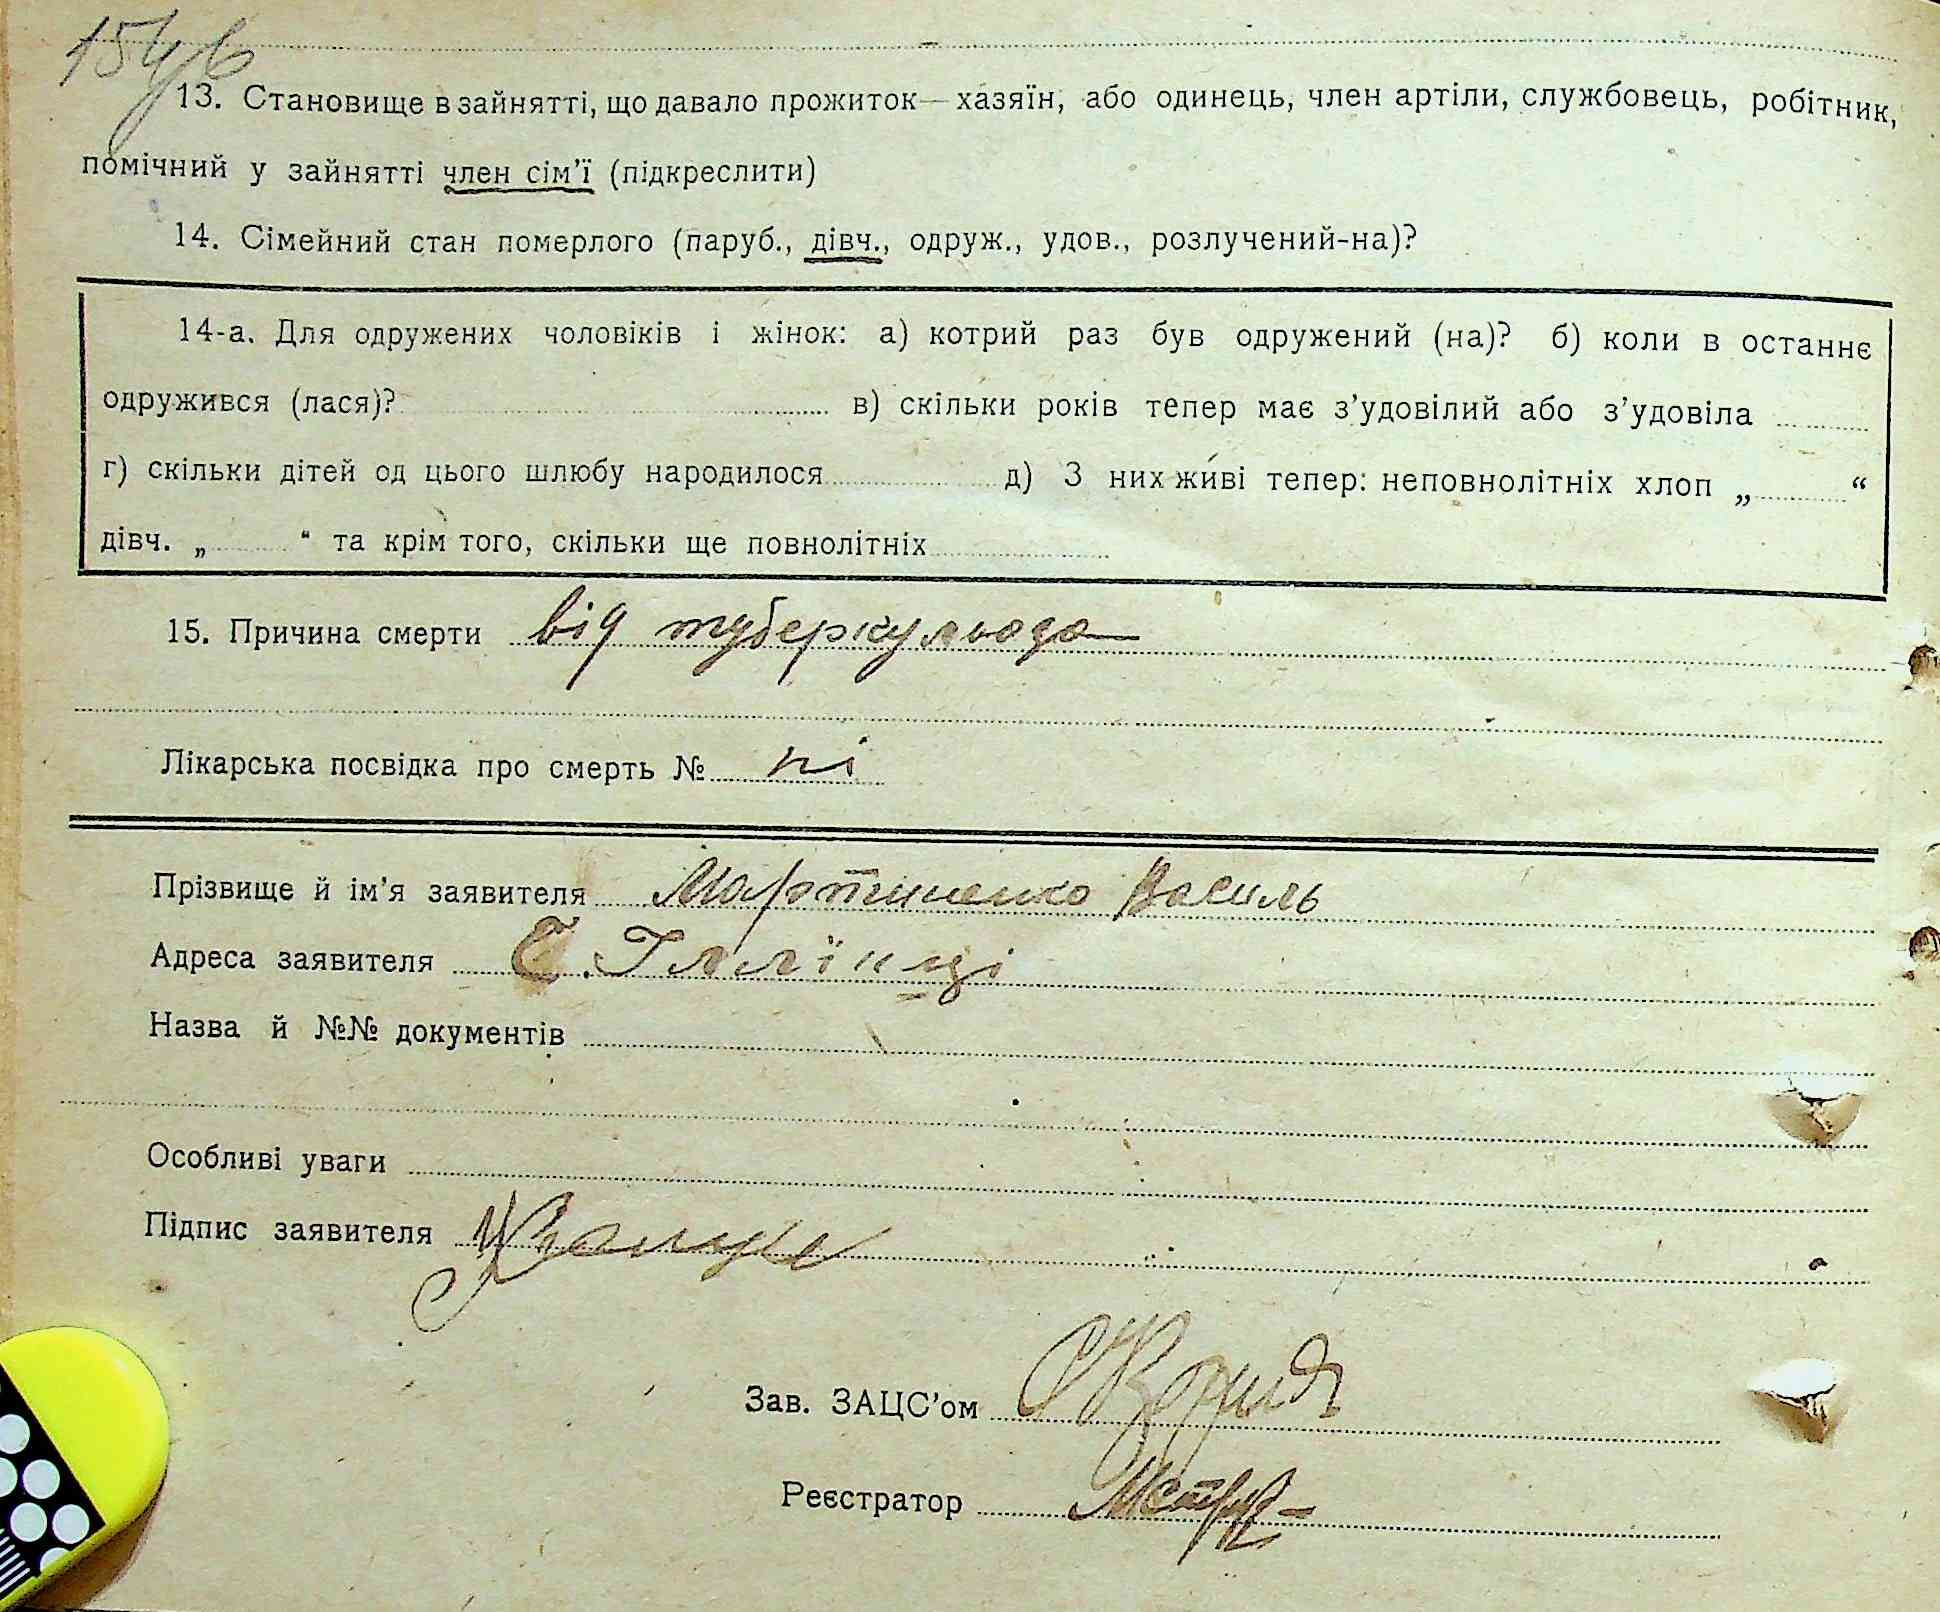 154б
13. Становище в зайнятті, що давало прожиток — хазяїн, або одинець, член артіли, службовець, робітник,
помічний у зайнятті член сім'ї (підкреслити)
14. Сімейний стан померлого (паруб., дівч., одруж., удов., розлучений-на)?
14-а. Для одружених чоловіків і жінок: а) котрий раз був одружений (на)? б) коли в останнє
одружився (лася)? в) скільки років тепер має з'удовілий або з'удовіла
г) скільки дітей од цього шлюбу народилося д) З них живі тепер: неповнолітніх хлоп „ “
дівч. „ “ та крім того, скільки ще повнолітніх
15. Причина смерти від туберкульоза
Лікарська посвідка про смерть № ні
Прізвище й ім'я заявителя Мартиненко Василь
Адреса заявителя С. Іллінці
Назва й №№ документів
Особливі уваги
Підпис заявителя
Зав. ЗАЦС'ом
Реєстратор